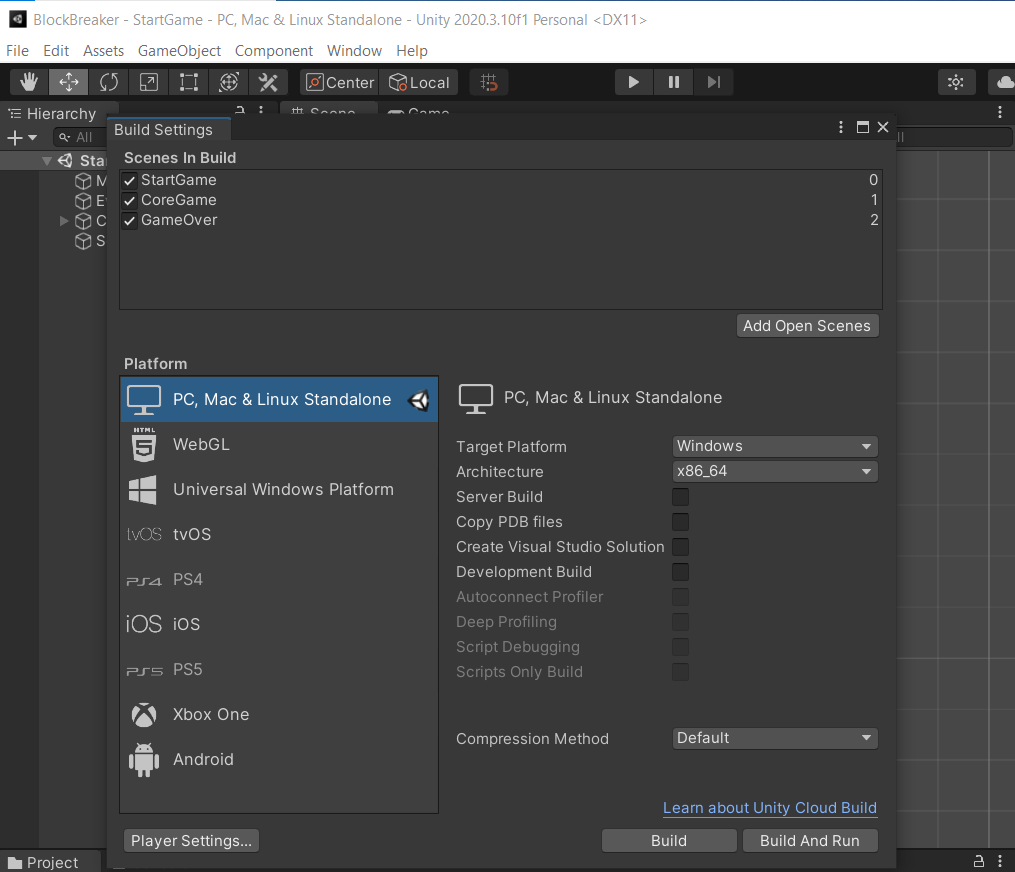 BlockBreaker - StartGame - PC, Mac & Linux Standalone - Unity 2020.3.10f1 Personal <DX11>
File Edit Assets GameObject Component Window Help
Center Local
Hierarchy Scene Game
All
Build Settings
Scenes In Build
StartGame 0
CoreGame 1
GameOver 2
Add Open Scenes
Platform
PC, Mac & Linux Standalone
HTML
5
WebGL
Universal Windows Platform
tvOS tvOS
PS4 PS4
iOS iOS
PS5 PS5
Xbox One
Android
PC, Mac & Linux Standalone
Target Platform Windows
Architecture x86_64
Server Build
Copy PDB files
Create Visual Studio Solution
Development Build
Autoconnect Profiler
Deep Profiling
Script Debugging
Scripts Only Build
Compression Method Default
Learn about Unity Cloud Build
Player Settings... Build Build And Run
Project